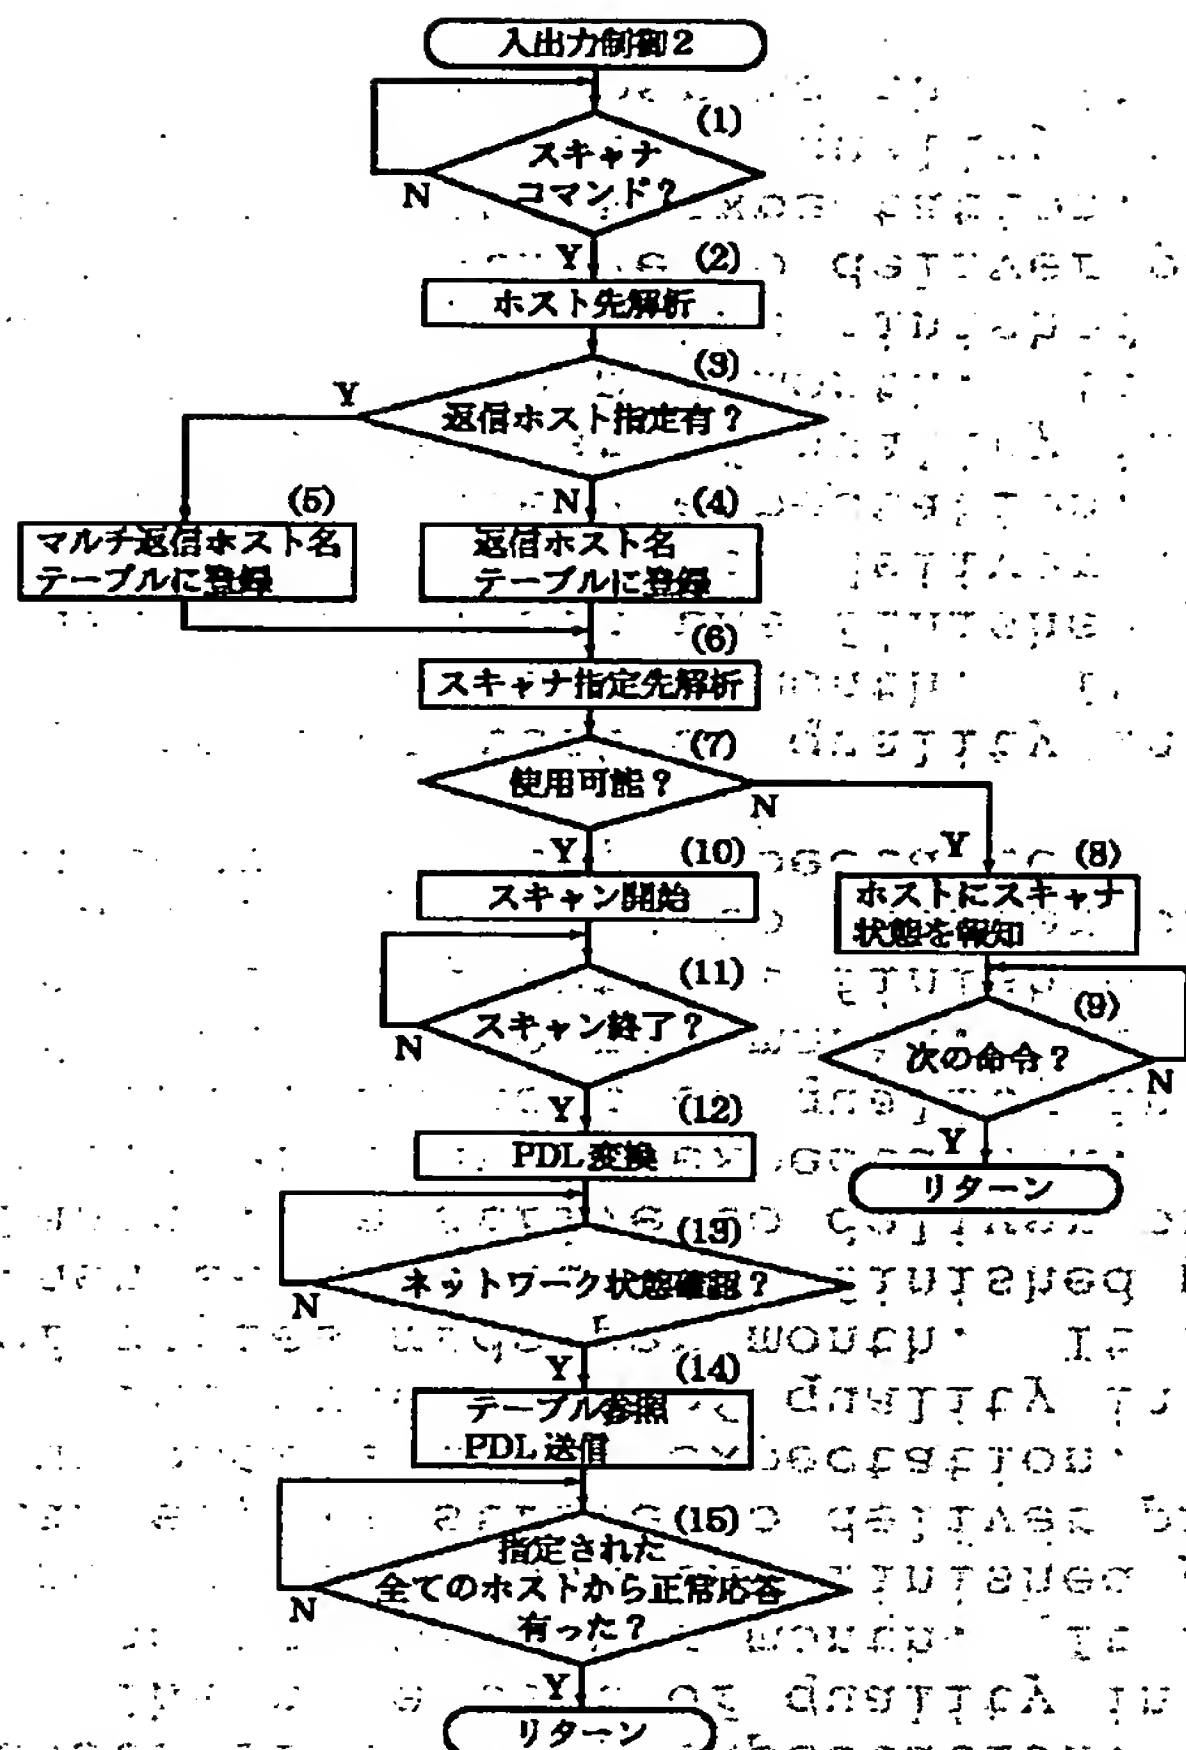 入出力制御2
(1)
スキャナ
コマンド?
N
Y
(2)
ホスト先解析
(3)
Y
返信ホスト指定有?
N
(5)
(4)
マルチ返信ホスト名
テーブルに登録
返信ホスト名
テーブルに登録
(6)
スキャナ指定先解析
(7)
使用可能?
N
Y
(10)
スキャン開始
Y
(8)
ホストにスキャナ
状態を報知
(11)
スキャン終了?
N
(9)
次の命令?
N
Y
(12)
PDL変換
Y
リターン
(13)
ネットワーク状態確認?
N
Y
(14)
テーブル参照
PDL送信
(15)
指定された
全てのホストから正常応答
有った?
N
Y
リターン